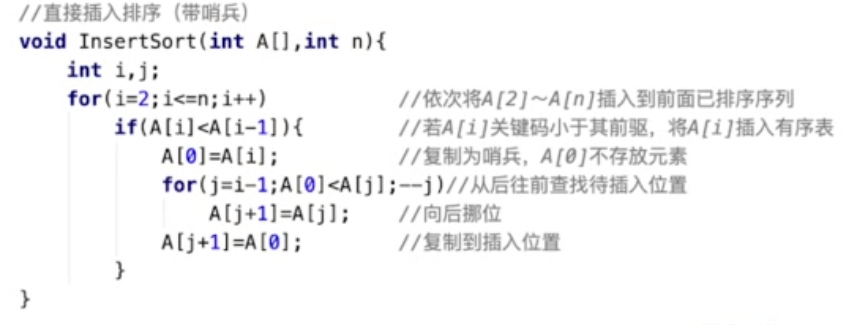 //直接插入排序（带哨兵）
void InsertSort(int A[],int n){
    int i,j;
    for(i=2;i<=n;i++)            //依次将A[2]～A[n]插入到前面已排序序列
        if(A[i]<A[i-1]){         //若A[i]关键码小于其前驱，将A[i]插入有序表
            A[0]=A[i];           //复制为哨兵，A[0]不存放元素
            for(j=i-1;A[0]<A[j];--j)//从后往前查找待插入位置
                A[j+1]=A[j];     //向后挪位
            A[j+1]=A[0];         //复制到插入位置
        }
}